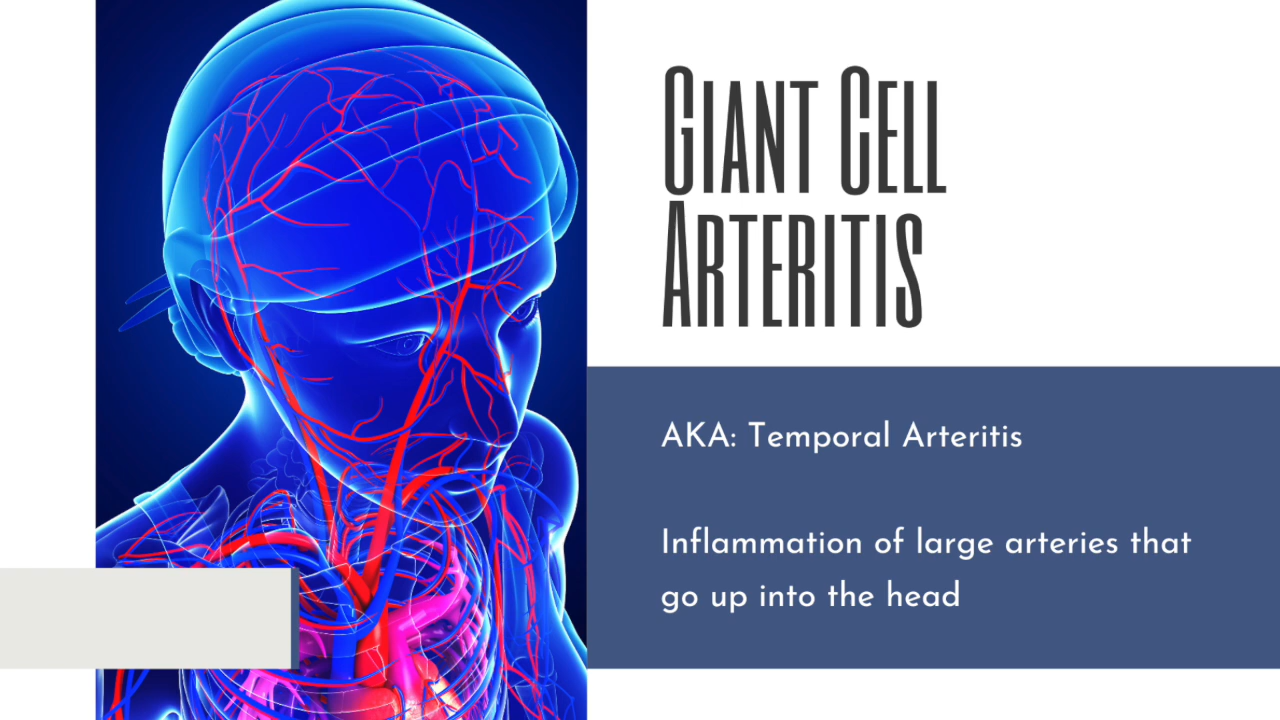 Giant Cell
Arteritis
AKA: Temporal Arteritis
Inflammation of large arteries that
go up into the head